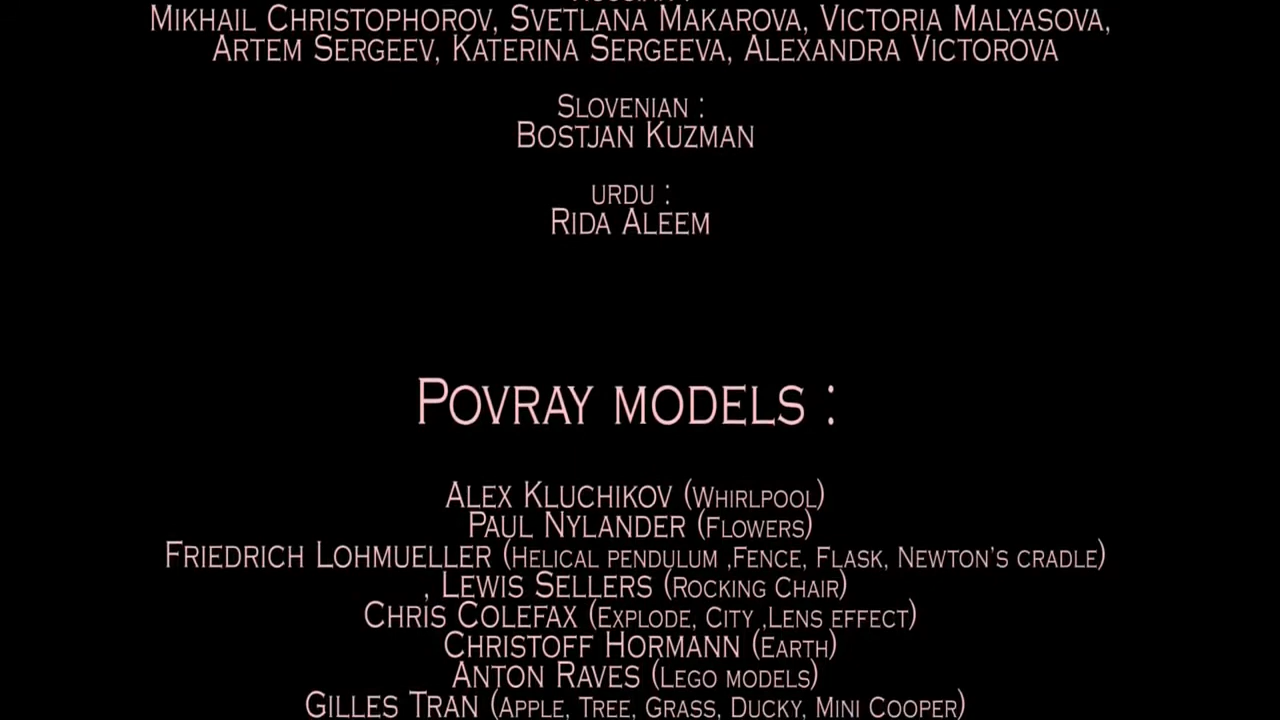 Mikhail Christophorov, Svetlana Makarova, Victoria Malyasova,
Artem Sergeev, Katerina Sergeeva, Alexandra Victorova
Slovenian :
Bostjan Kuzman
urdu :
Rida Aleem
Povray models :
Alex Kluchikov (Whirlpool)
Paul Nylander (Flowers)
Friedrich Lohmueller (Helical pendulum ,Fence, Flask, Newton's cradle)
, Lewis Sellers (Rocking Chair)
Chris Colefax (Explode, City ,Lens effect)
Christoff Hormann (Earth)
Anton Raves (Lego models)
Gilles Tran (Apple, Tree, Grass, Ducky, Mini Cooper)